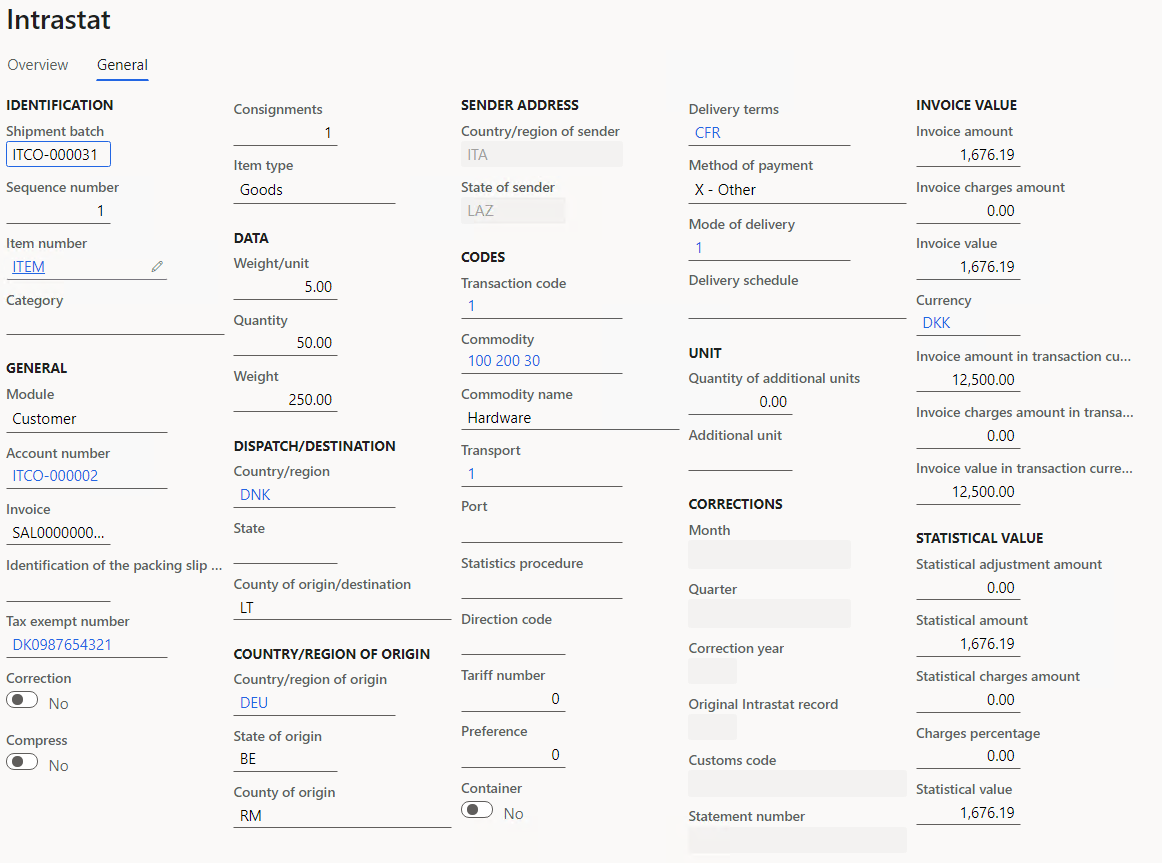 Intrastat
Overview
General
IDENTIFICATION
Shipment batch
ITCO-000031
Sequence number
1
Item number
ITEM
Category
GENERAL
Module
Customer
Account number
ITCO-000002
Invoice
SAL0000000...
Identification of the packing slip ...
Tax exempt number
DK0987654321
Correction
No
Compress
No
Consignments
1
Item type
Goods
DATA
Weight/unit
5.00
Quantity
50.00
Weight
250.00
DISPATCH/DESTINATION
Country/region
DNK
State
County of origin/destination
LT
COUNTRY/REGION OF ORIGIN
Country/region of origin
DEU
State of origin
BE
County of origin
RM
SENDER ADDRESS
Country/region of sender
ITA
State of sender
LAZ
CODES
Transaction code
1
Commodity
100 200 30
Commodity name
Hardware
Transport
1
Port
Statistics procedure
Direction code
Tariff number
0
Preference
0
Container
No
Delivery terms
CFR
Method of payment
X - Other
Mode of delivery
1
Delivery schedule
UNIT
Quantity of additional units
0.00
Additional unit
CORRECTIONS
Month
Quarter
Correction year
Original Intrastat record
Customs code
Statement number
INVOICE VALUE
Invoice amount
1,676.19
Invoice charges amount
0.00
Invoice value
1,676.19
Currency
DKK
Invoice amount in transaction cu...
12,500.00
Invoice charges amount in transa...
0.00
Invoice value in transaction curre...
12,500.00
STATISTICAL VALUE
Statistical adjustment amount
0.00
Statistical amount
1,676.19
Statistical charges amount
0.00
Charges percentage
0.00
Statistical value
1,676.19